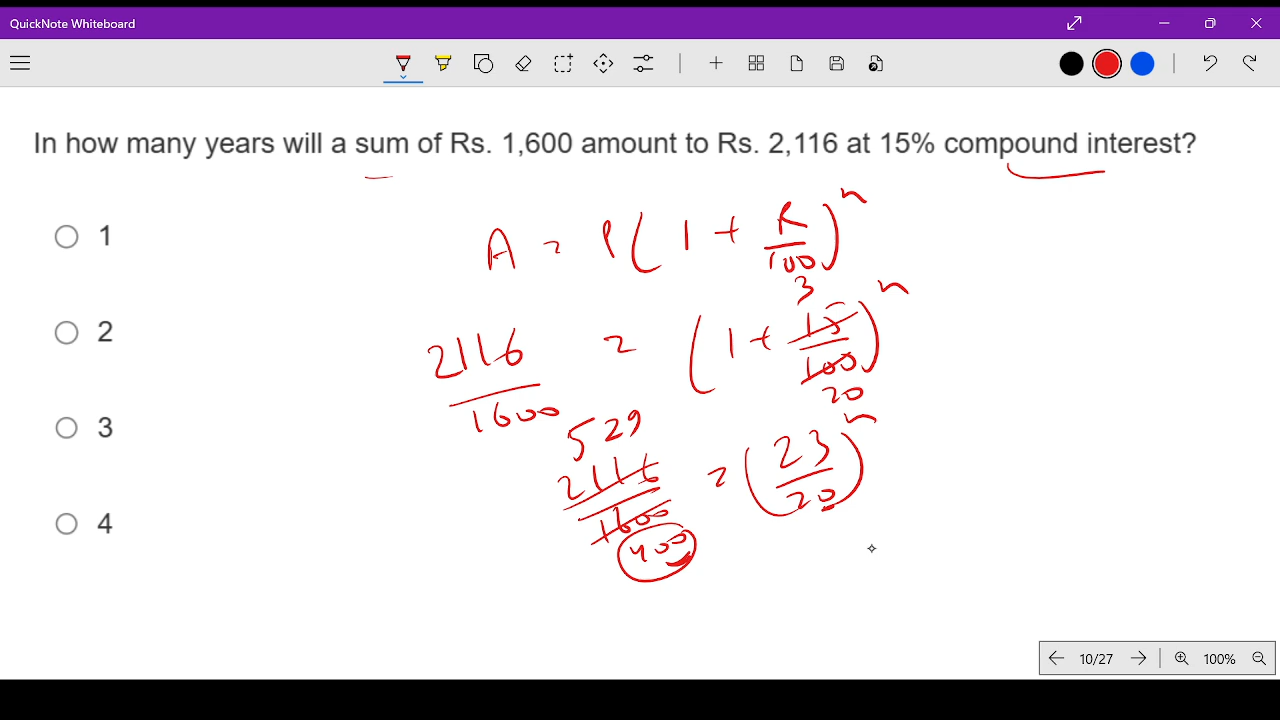 QuickNote Whiteboard
In how many years will a sum of Rs. 1,600 amount to Rs. 2,116 at 15% compound interest?
1
2
3
4
A = P(1 + R/100)^n
2116/1600 = (1 + 15/100)^n
3
20
529
2116/1600 = (23/20)^n
400
10/27
100%